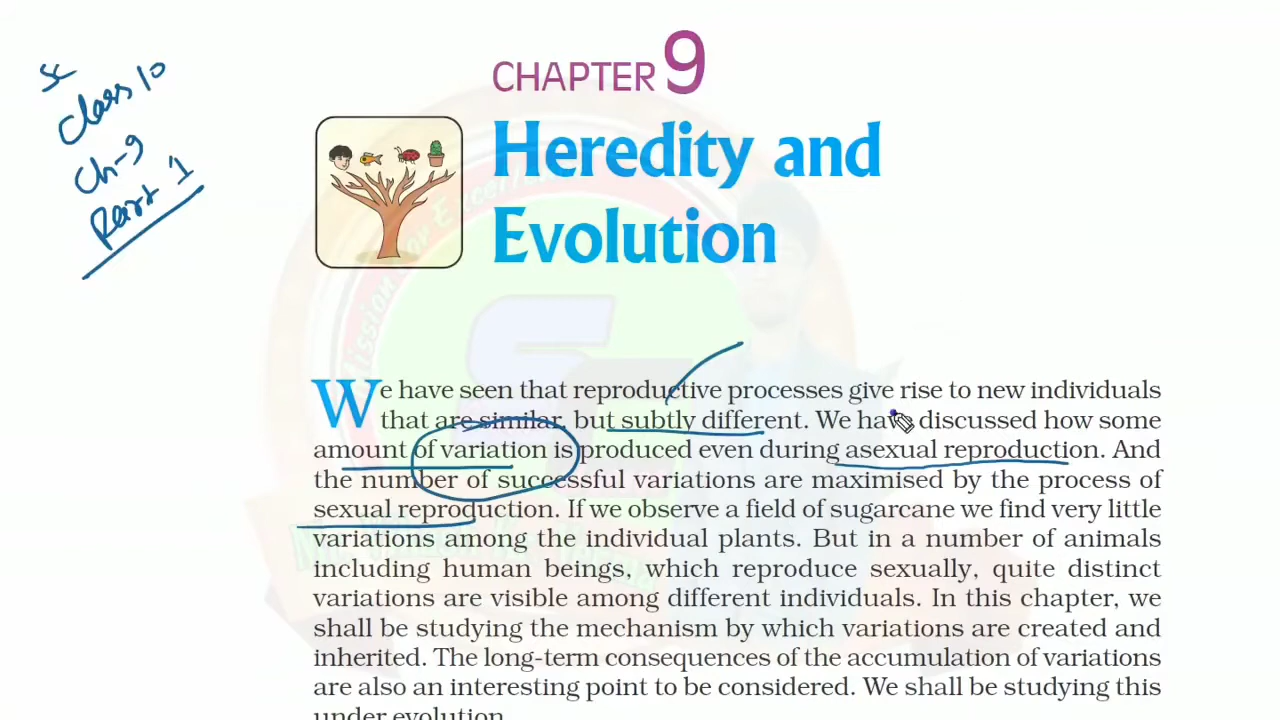 Sc
Class 10
Ch-9
Part 1
CHAPTER 9
Heredity and
Evolution
We have seen that reproductive processes give rise to new individuals
that are similar, but subtly different. We have discussed how some
amount of variation is produced even during asexual reproduction. And
the number of successful variations are maximised by the process of
sexual reproduction. If we observe a field of sugarcane we find very little
variations among the individual plants. But in a number of animals
including human beings, which reproduce sexually, quite distinct
variations are visible among different individuals. In this chapter, we
shall be studying the mechanism by which variations are created and
inherited. The long-term consequences of the accumulation of variations
are also an interesting point to be considered. We shall be studying this
under evolution.